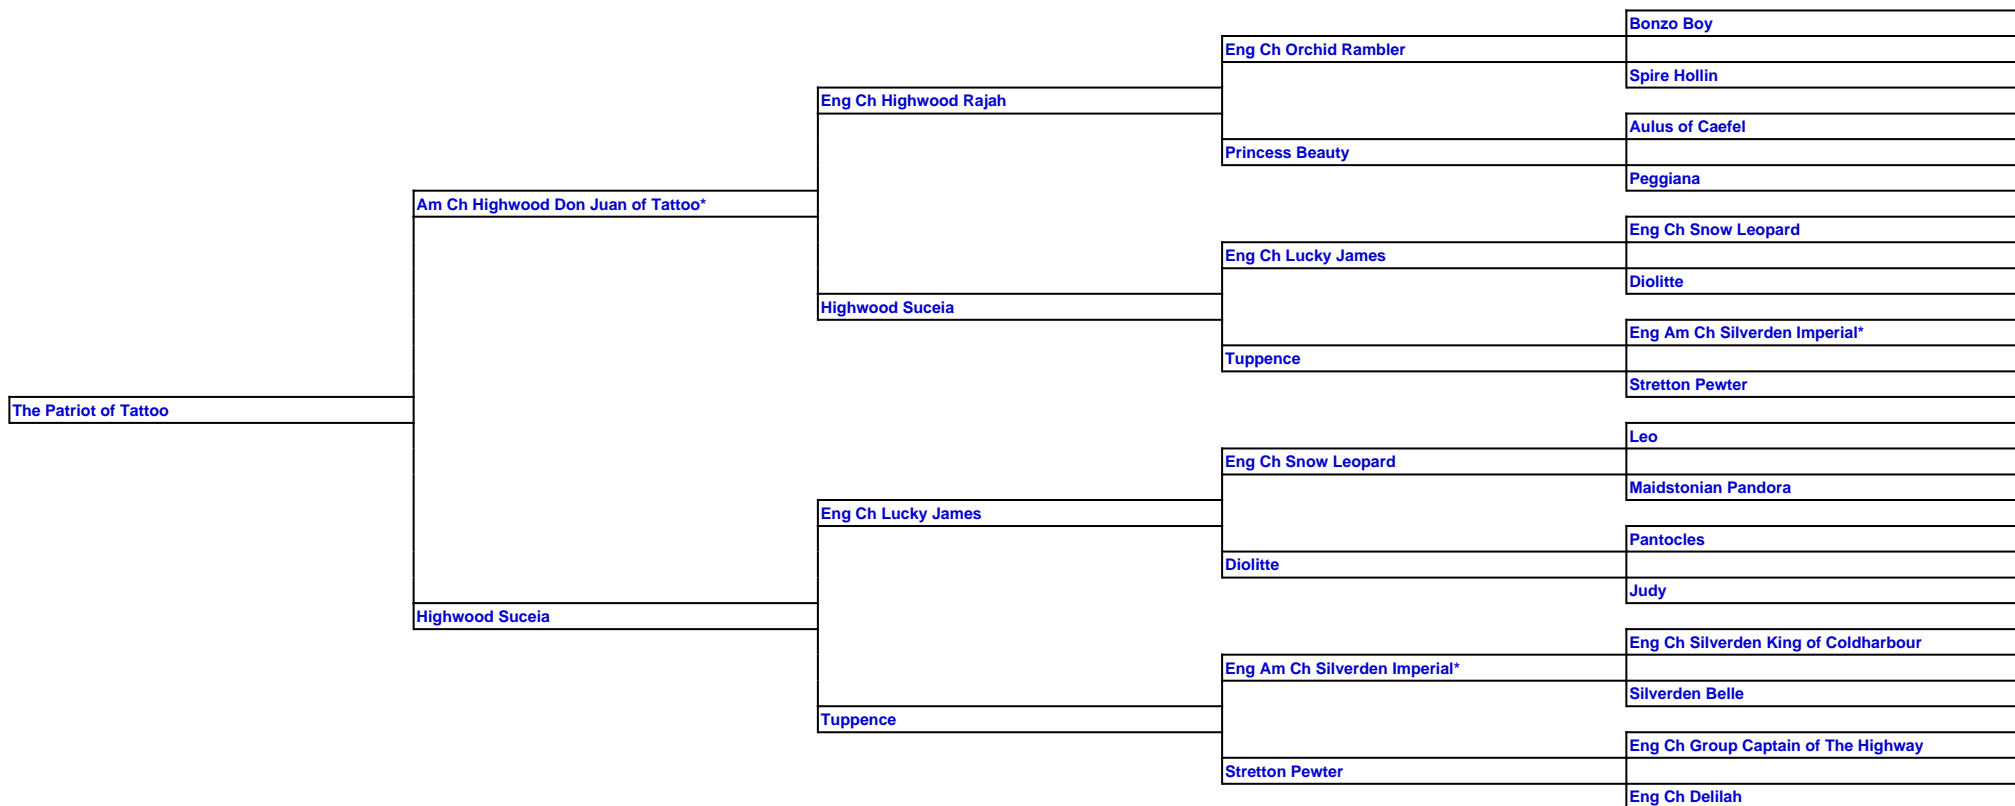 Bonzo Boy
Eng Ch Orchid Rambler
Spire Hollin
Eng Ch Highwood Rajah
Aulus of Caefel
Princess Beauty
Peggiana
Am Ch Highwood Don Juan of Tattoo*
Eng Ch Snow Leopard
Eng Ch Lucky James
Diolitte
Highwood Suceia
Eng Am Ch Silverden Imperial*
Tuppence
Stretton Pewter
The Patriot of Tattoo
Leo
Eng Ch Snow Leopard
Maidstonian Pandora
Eng Ch Lucky James
Pantocles
Diolitte
Judy
Highwood Suceia
Eng Ch Silverden King of Coldharbour
Eng Am Ch Silverden Imperial*
Silverden Belle
Tuppence
Eng Ch Group Captain of The Highway
Stretton Pewter
Eng Ch Delilah